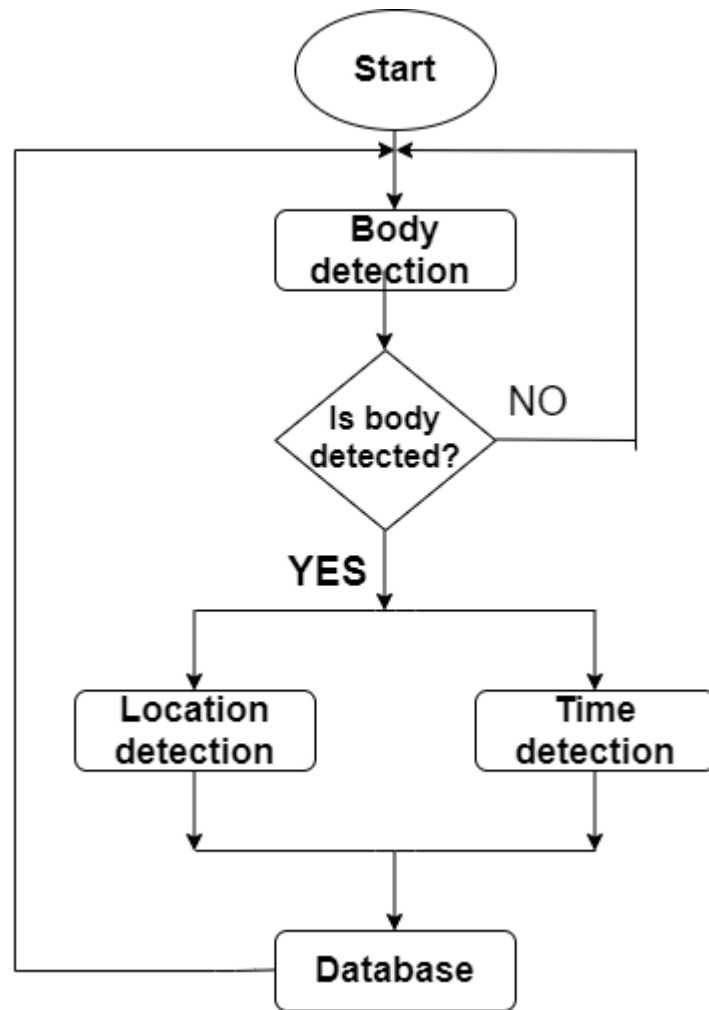 Start
Body
detection
Is body
detected?
NO
YES
Location
detection
Time
detection
Database